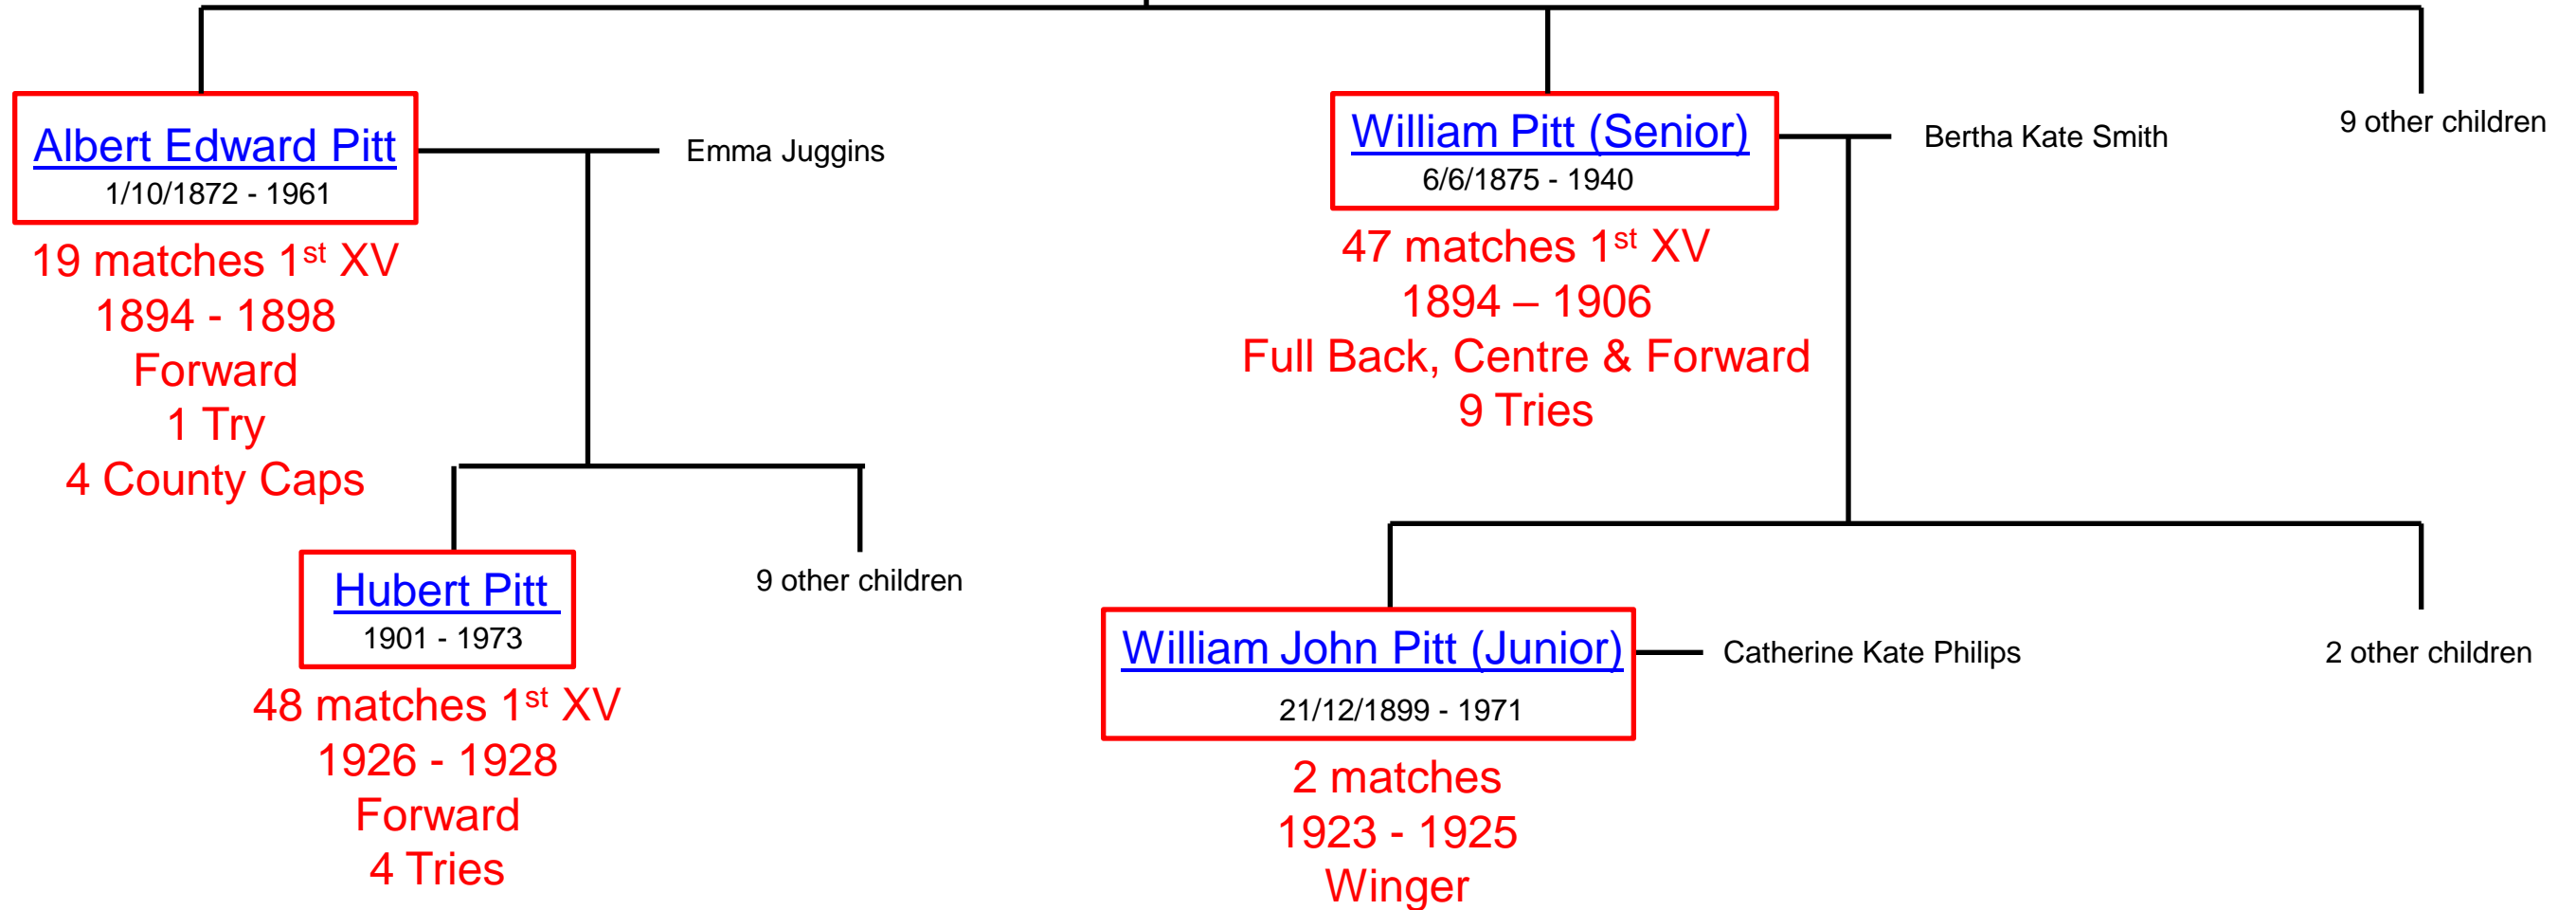 Albert Edward Pitt
1/10/1872 - 1961
19 matches 1st XV
1894 - 1898
Forward
1 Try
4 County Caps
Emma Juggins
William Pitt (Senior)
6/6/1875 - 1940
47 matches 1st XV
1894 – 1906
Full Back, Centre & Forward
9 Tries
Bertha Kate Smith
9 other children
Hubert Pitt
1901 - 1973
48 matches 1st XV
1926 - 1928
Forward
4 Tries
9 other children
William John Pitt (Junior)
21/12/1899 - 1971
2 matches
1923 - 1925
Winger
Catherine Kate Philips
2 other children